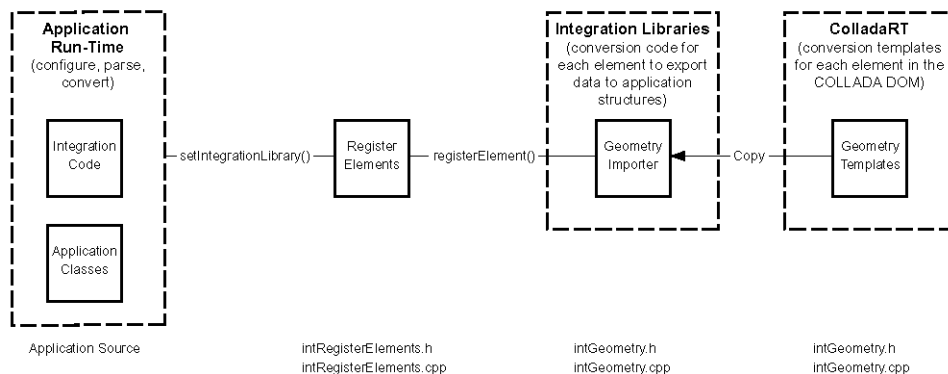 Application
Run-Time
(configure, parse,
convert)
Integration
Code
Application
Classes
Application Source
setIntegrationLibrary()
Register
Elements
intRegisterElements.h
intRegisterElements.cpp
registerElement()
Integration Libraries
(conversion code for
each element to export
data to application
structures)
Geometry
Importer
intGeometry.h
intGeometry.cpp
Copy
ColladaRT
(conversion templates
for each element in the
COLLADA DOM)
Geometry
Templates
intGeometry.h
intGeometry.cpp